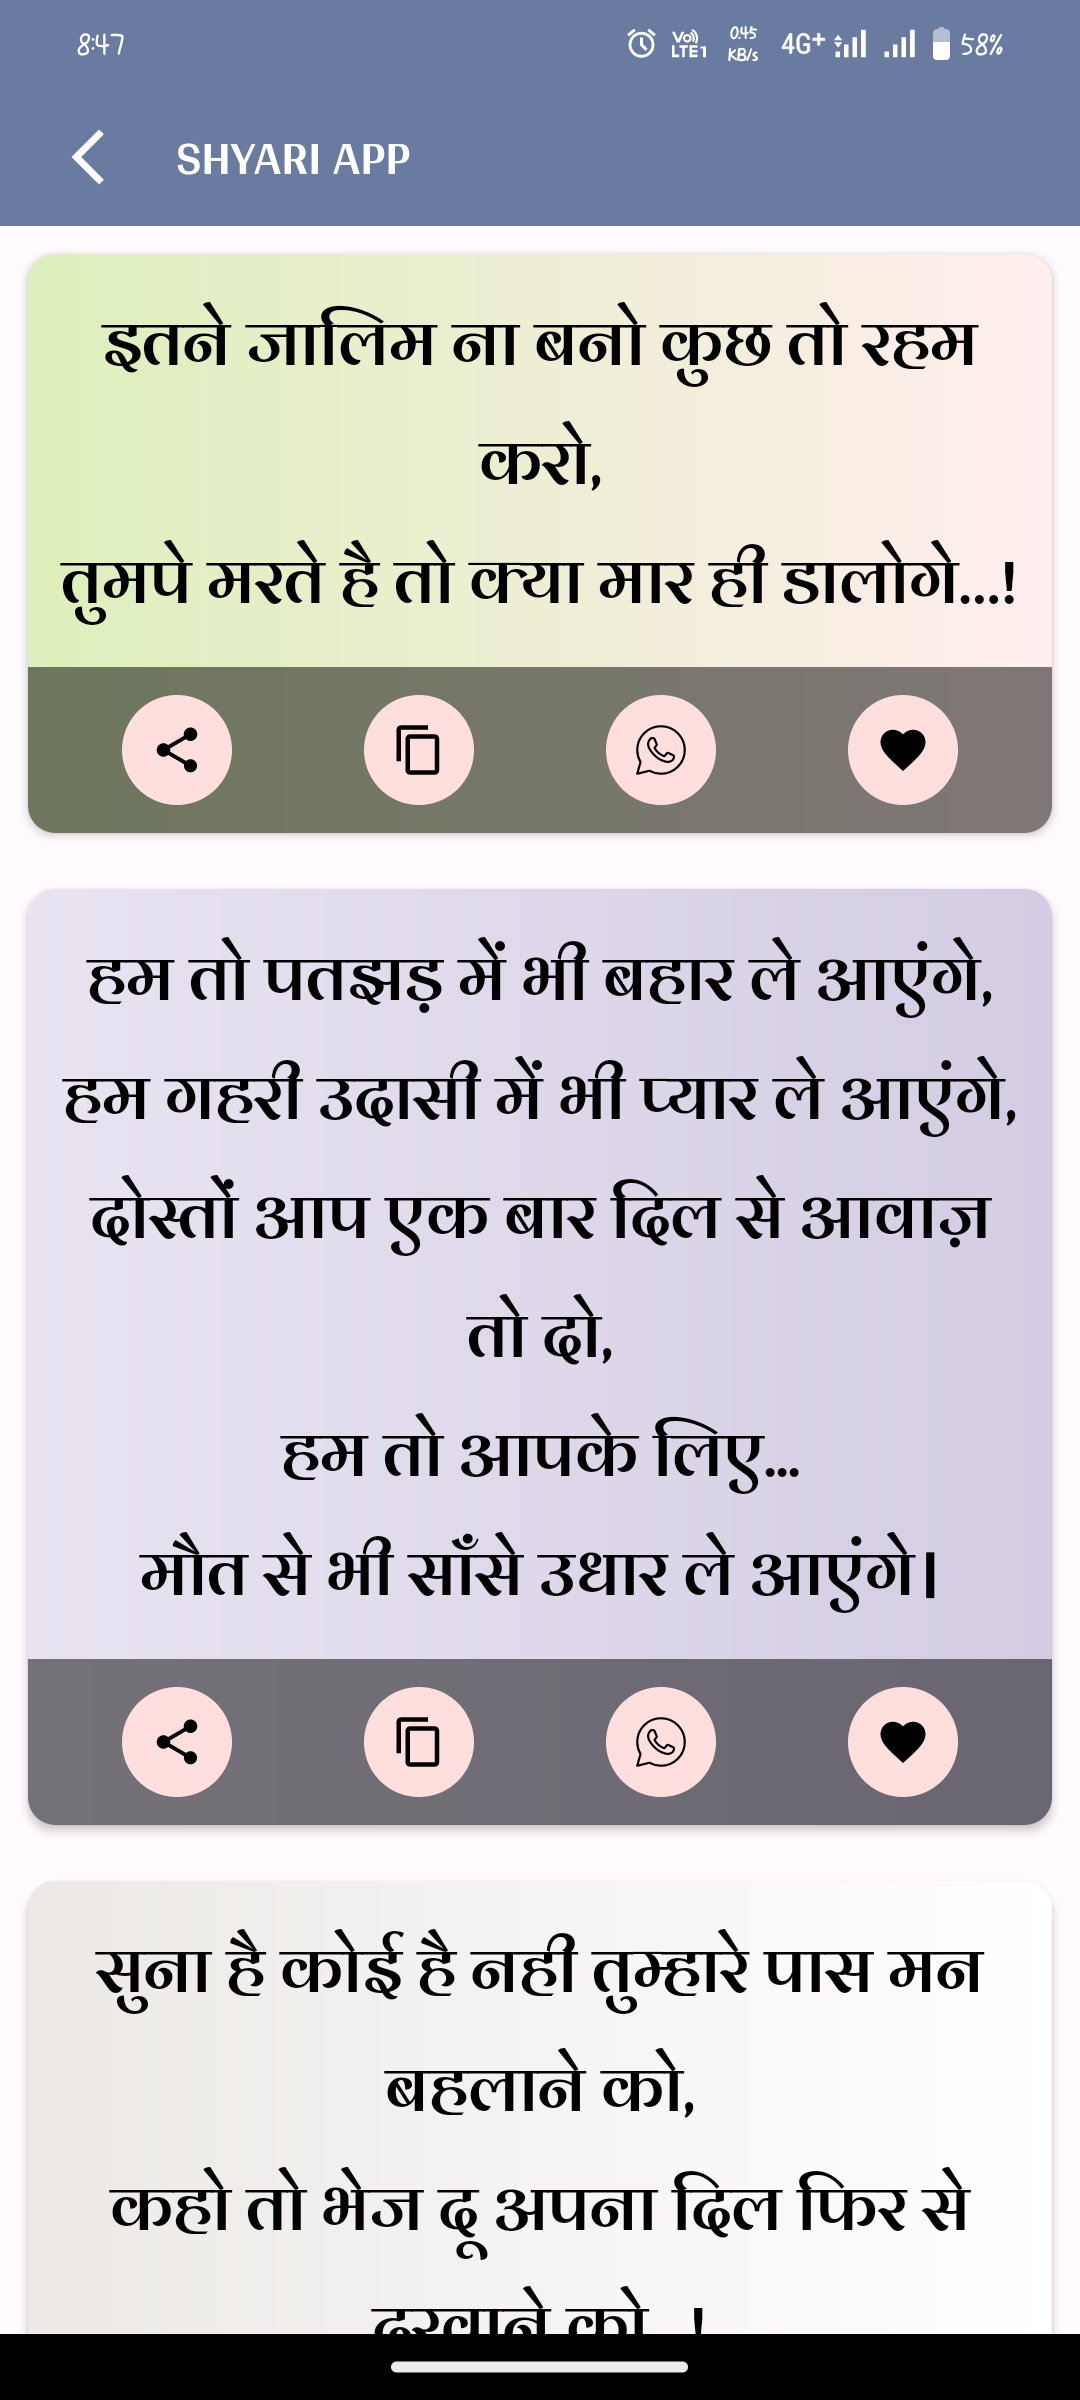 8:47
Vo)) LTE1 0.45 KB/s 4G+ 58%
SHYARI APP
इतने जालिम ना बनो कुछ तो रहम
करो,
तुमपे मरते है तो क्या मार ही डालोगे...!
हम तो पतझड़ में भी बहार ले आएंगे,
हम गहरी उदासी में भी प्यार ले आएंगे,
दोस्तों आप एक बार दिल से आवाज़
तो दो,
हम तो आपके लिए...
मौत से भी साँसे उधार ले आएंगे।
सुना है कोई है नही तुम्हारे पास मन
बहलाने को,
कहो तो भेज दू अपना दिल फिर से
को...!